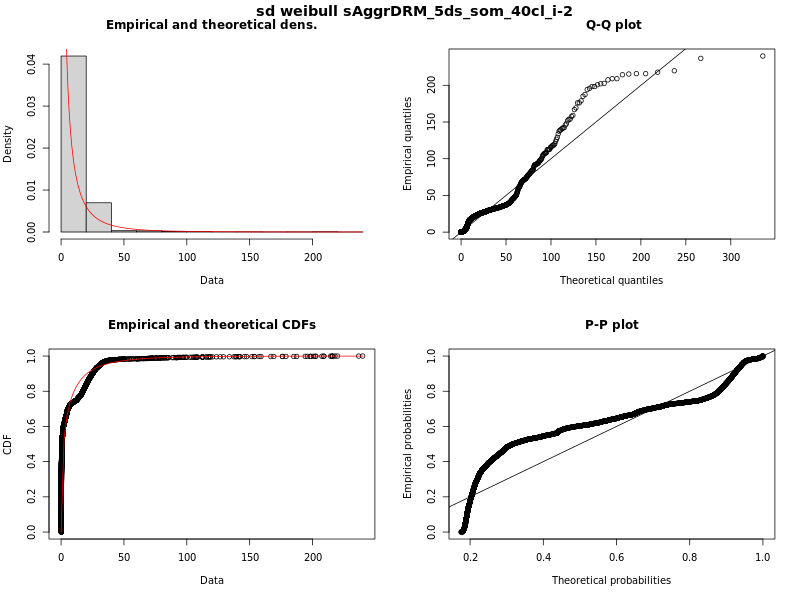 sd weibull sAggrDRM_5ds_som_40cl_i-2
Empirical and theoretical dens.
Density
0.00 0.01 0.02 0.03 0.04
0 50 100 150 200
Data
Q-Q plot
Empirical quantiles
0 50 100 150 200
0 50 100 150 200 250 300
Theoretical quantiles
Empirical and theoretical CDFs
CDF
0.0 0.2 0.4 0.6 0.8 1.0
0 50 100 150 200
Data
P-P plot
Empirical probabilities
0.0 0.2 0.4 0.6 0.8 1.0
0.2 0.4 0.6 0.8 1.0
Theoretical probabilities